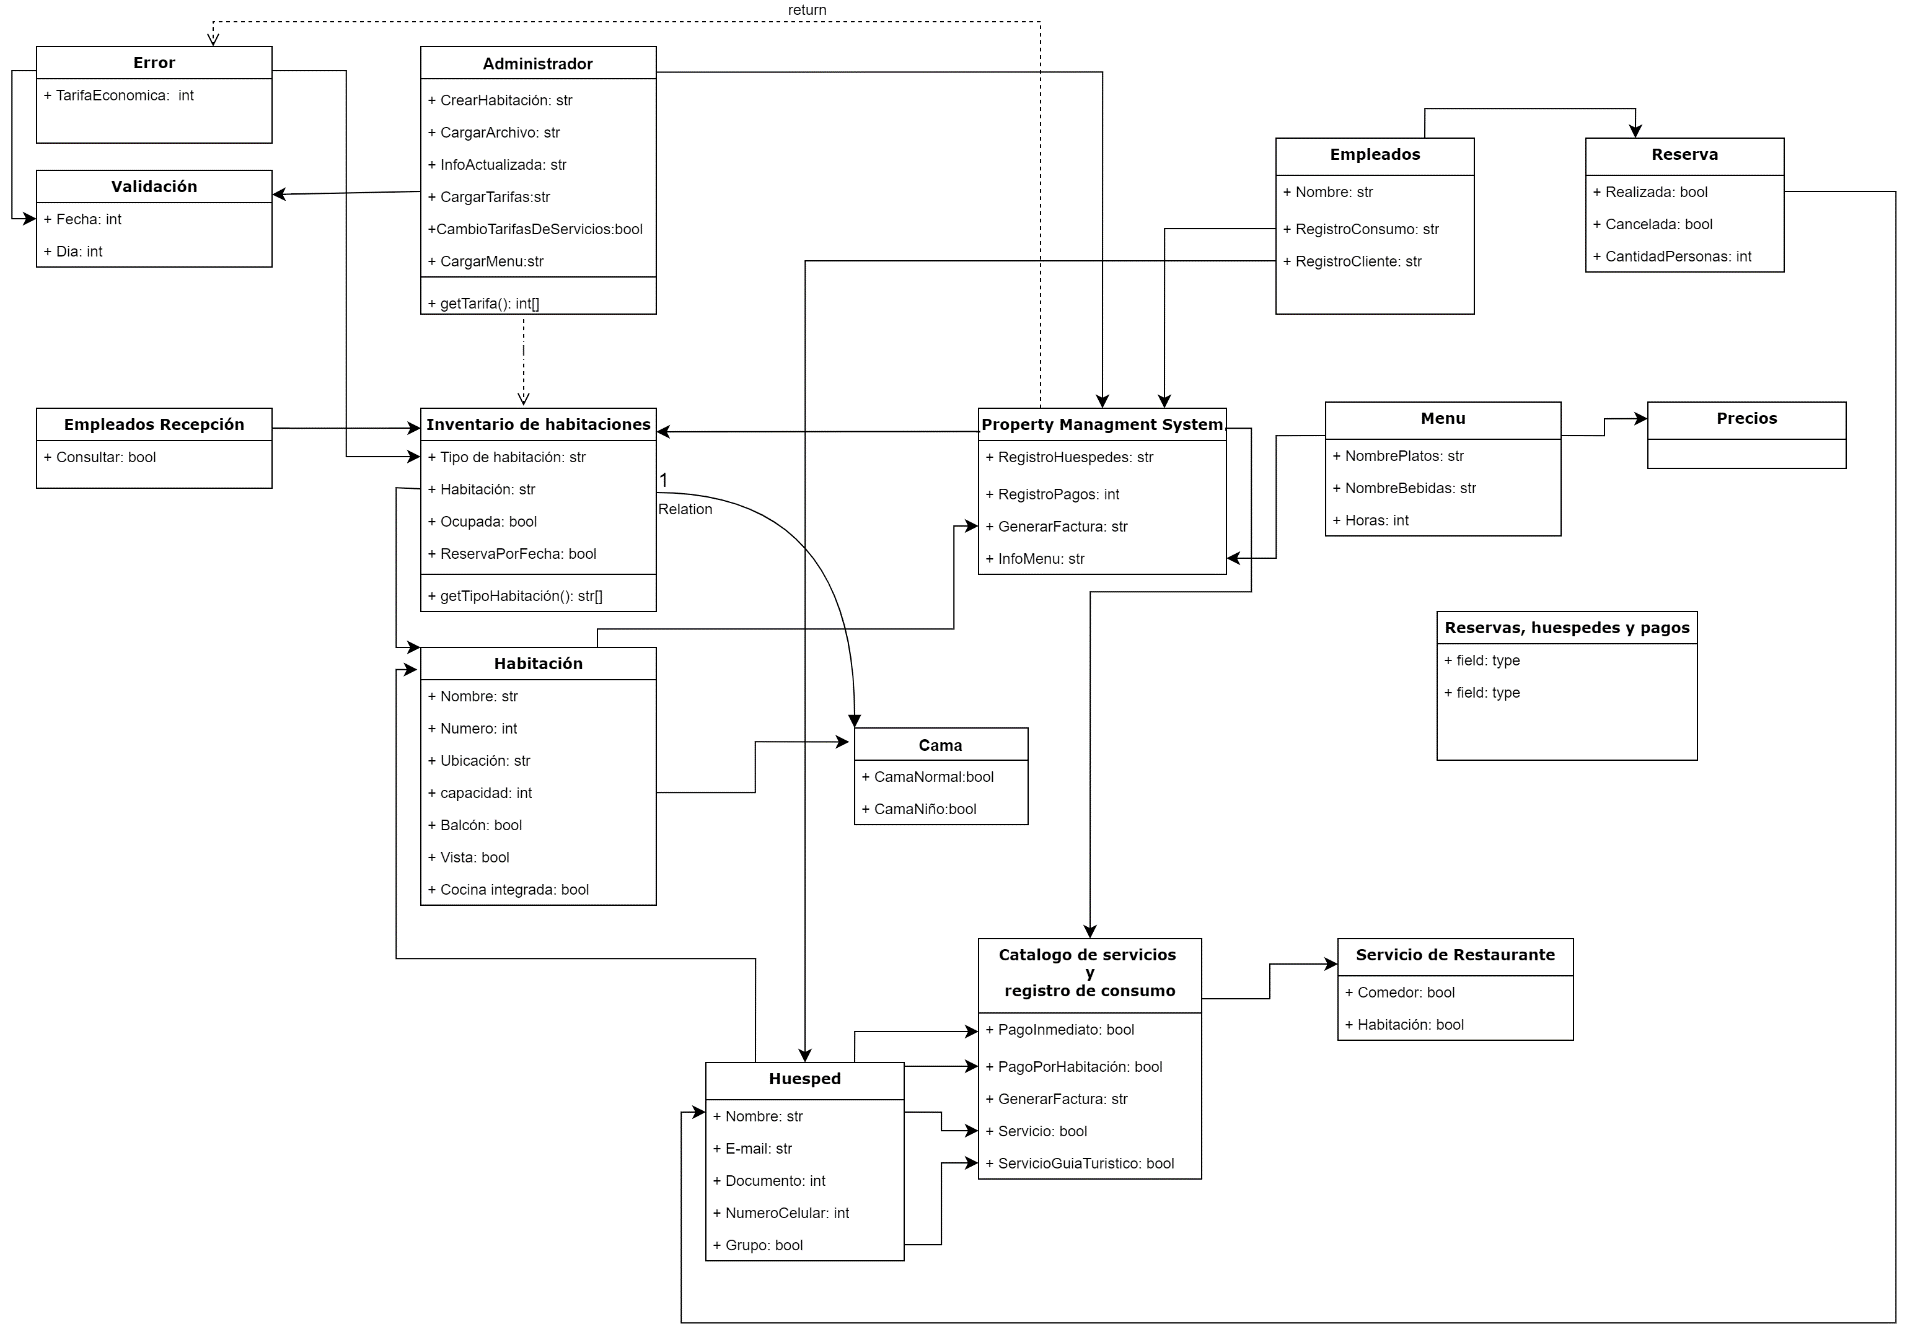 return
Error
+ TarifaEconomica:  int
Validación
+ Fecha: int
+ Dia: int
Administrador
+ CrearHabitación: str
+ CargarArchivo: str
+ InfoActualizada: str
+ CargarTarifas:str
+CambioTarifasDeServicios:bool
+ CargarMenu:str
+ getTarifa(): int[]
Empleados
+ Nombre: str
+ RegistroConsumo: str
+ RegistroCliente: str
Reserva
+ Realizada: bool
+ Cancelada: bool
+ CantidadPersonas: int
Empleados Recepción
+ Consultar: bool
Inventario de habitaciones
+ Tipo de habitación: str
+ Habitación: str
+ Ocupada: bool
+ ReservaPorFecha: bool
+ getTipoHabitación(): str[]
1
Relation
Property Managment System
+ RegistroHuespedes: str
+ RegistroPagos: int
+ GenerarFactura: str
+ InfoMenu: str
Menu
+ NombrePlatos: str
+ NombreBebidas: str
+ Horas: int
Precios
Reservas, huespedes y pagos
+ field: type
+ field: type
Habitación
+ Nombre: str
+ Numero: int
+ Ubicación: str
+ capacidad: int
+ Balcón: bool
+ Vista: bool
+ Cocina integrada: bool
Cama
+ CamaNormal:bool
+ CamaNiño:bool
Catalogo de servicios
y
registro de consumo
+ PagoInmediato: bool
+ PagoPorHabitación: bool
+ GenerarFactura: str
+ Servicio: bool
+ ServicioGuiaTuristico: bool
Servicio de Restaurante
+ Comedor: bool
+ Habitación: bool
Huesped
+ Nombre: str
+ E-mail: str
+ Documento: int
+ NumeroCelular: int
+ Grupo: bool